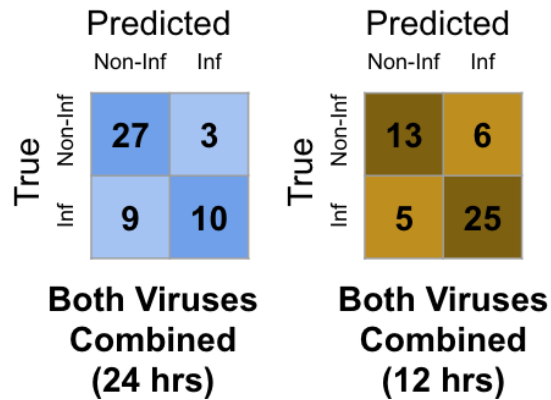 Predicted
Non-Inf Inf
True
Non-Inf
27 3
Inf
9 10
Both Viruses
Combined
(24 hrs)
Predicted
Non-Inf Inf
True
Non-Inf
13 6
Inf
5 25
Both Viruses
Combined
(12 hrs)